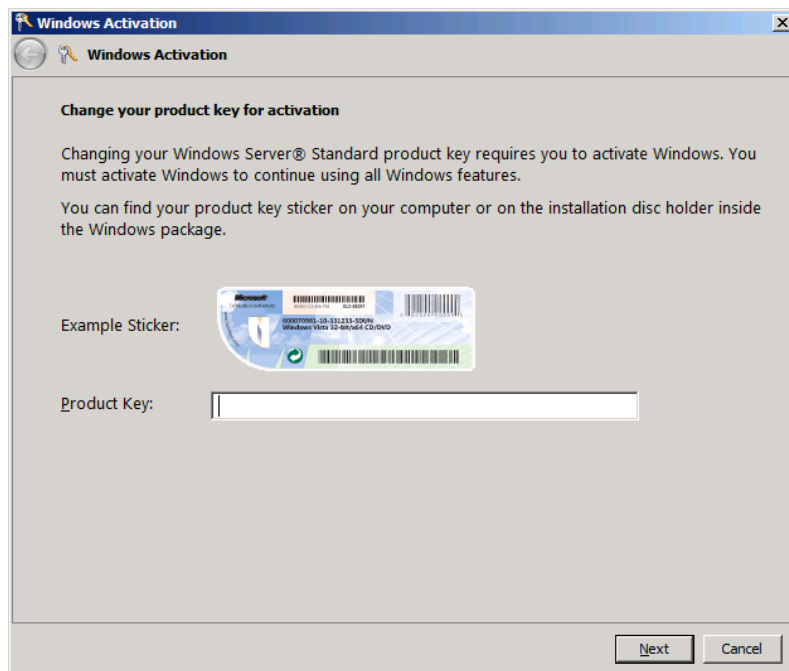 Windows Activation
Windows Activation
Change your product key for activation
Changing your Windows Server® Standard product key requires you to activate Windows. You
must activate Windows to continue using all Windows features.
You can find your product key sticker on your computer or on the installation disc holder inside
the Windows package.
Microsoft
Windows Vista 32-bit/x64 CD/DVD
Example Sticker:
Product Key:
Next
Cancel